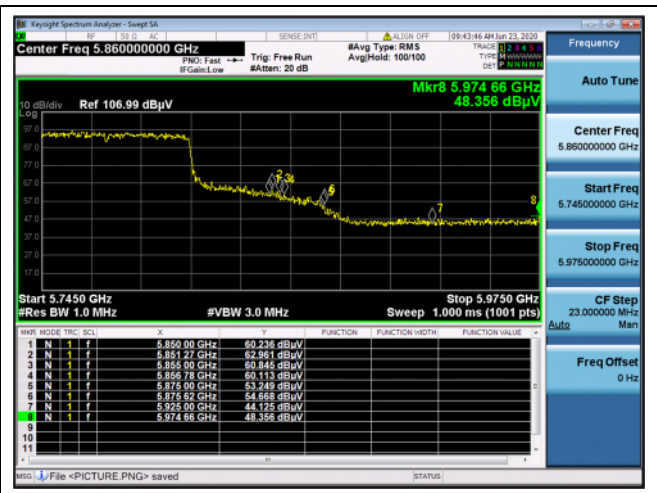 Keysight Spectrum Analyzer - Swept SA
RF 50 Ω AC SENSE:INT ALIGN OFF 09:43:46 AM Jun 23, 2020
Center Freq 5.860000000 GHz
PNO: Fast
IFGain:Low
Trig: Free Run
#Atten: 20 dB
#Avg Type: RMS
Avg|Hold: 100/100
TRACE 1 2 3 4 5 6
TYPE M WWWWW
DET P N N N N N
Mkr8 5.974 66 GHz
48.356 dBµV
10 dB/div Ref 106.99 dBµV
Log
97.0
87.0
77.0
67.0
57.0
47.0
37.0
27.0
17.0
2
3
6
7
8
Start 5.7450 GHz Stop 5.9750 GHz
#Res BW 1.0 MHz #VBW 3.0 MHz Sweep 1.000 ms (1001 pts)
MKR MODE TRC SCL X Y FUNCTION FUNCTION WIDTH FUNCTION VALUE
1 N 1 f 5.850 00 GHz 60.236 dBµV
2 N 1 f 5.851 27 GHz 62.961 dBµV
3 N 1 f 5.855 00 GHz 60.845 dBµV
4 N 1 f 5.856 78 GHz 60.113 dBµV
5 N 1 f 5.875 00 GHz 53.249 dBµV
6 N 1 f 5.875 62 GHz 54.668 dBµV
7 N 1 f 5.925 00 GHz 44.125 dBµV
8 N 1 f 5.974 66 GHz 48.356 dBµV
9
10
11
MSG File <PICTURE.PNG> saved STATUS
Frequency
Auto Tune
Center Freq
5.860000000 GHz
Start Freq
5.745000000 GHz
Stop Freq
5.975000000 GHz
CF Step
23.000000 MHz
Auto Man
Freq Offset
0 Hz